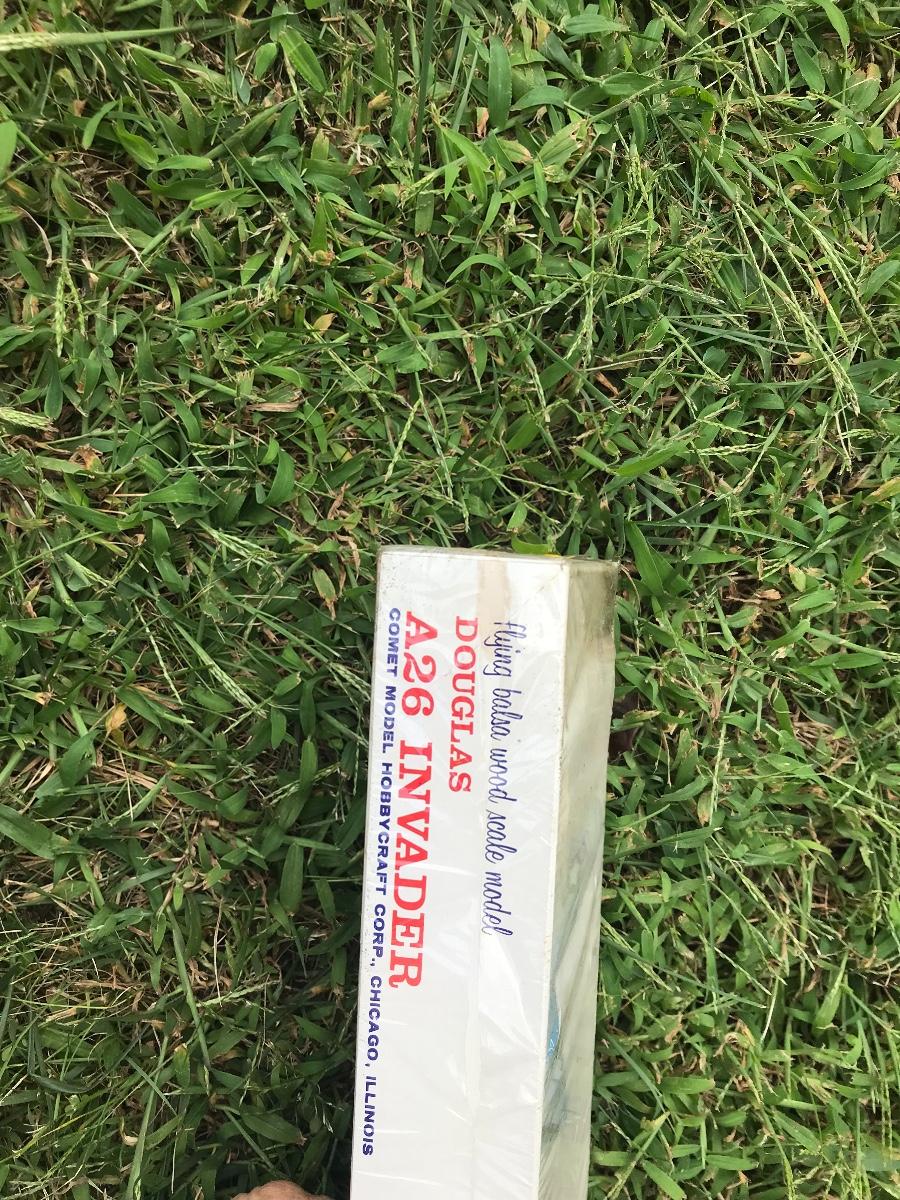 flying balsa wood scale model
DOUGLAS
A26 INVADER
COMET MODEL HOBBYCRAFT CORP., CHICAGO, ILLINOIS